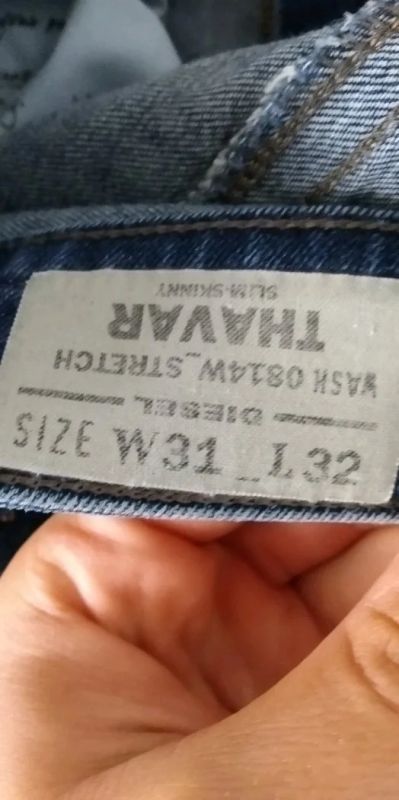 THAVAR
SLIM-SKINNY
WASH 0814W_STRETCH
DIESEL
SIZE W31 _ L32